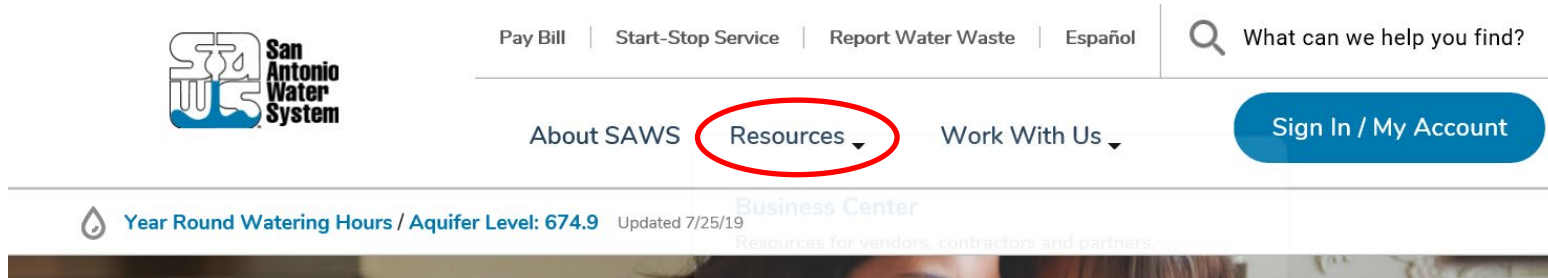 San
Antonio
Water
System
Pay Bill | Start-Stop Service | Report Water Waste | Español
What can we help you find?
About SAWS Resources Work With Us
Sign In / My Account
Year Round Watering Hours / Aquifer Level: 674.9 Updated 7/25/19
Business Center
Resources for vendors, contractors and partners.